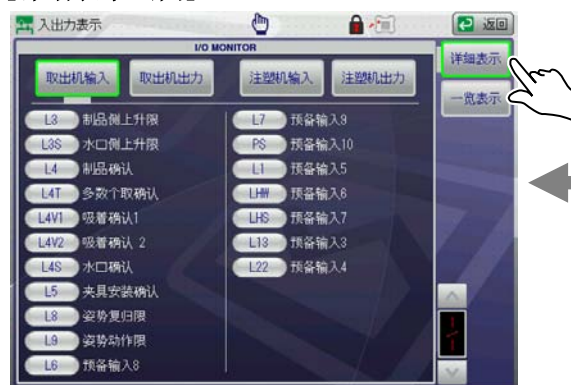 入出力表示
返回
I/O MONITOR
取出机输入 取出机输出 注塑机输入 注塑机输出
详细表示
一览表示
L3 制品侧上升限
L3S 水口侧上升限
L4 制品确认
L4T 多数个取确认
L4V1 吸着确认1
L4V2 吸着确认 2
L4S 水口确认
L5 夹具安装确认
L8 姿势复归限
L9 姿势动作限
L6 预备输入8
L7 预备输入9
PS 预备输入10
L1 预备输入5
LHW 预备输入6
LHS 预备输入7
L13 预备输入3
L22 预备输入4
1/1